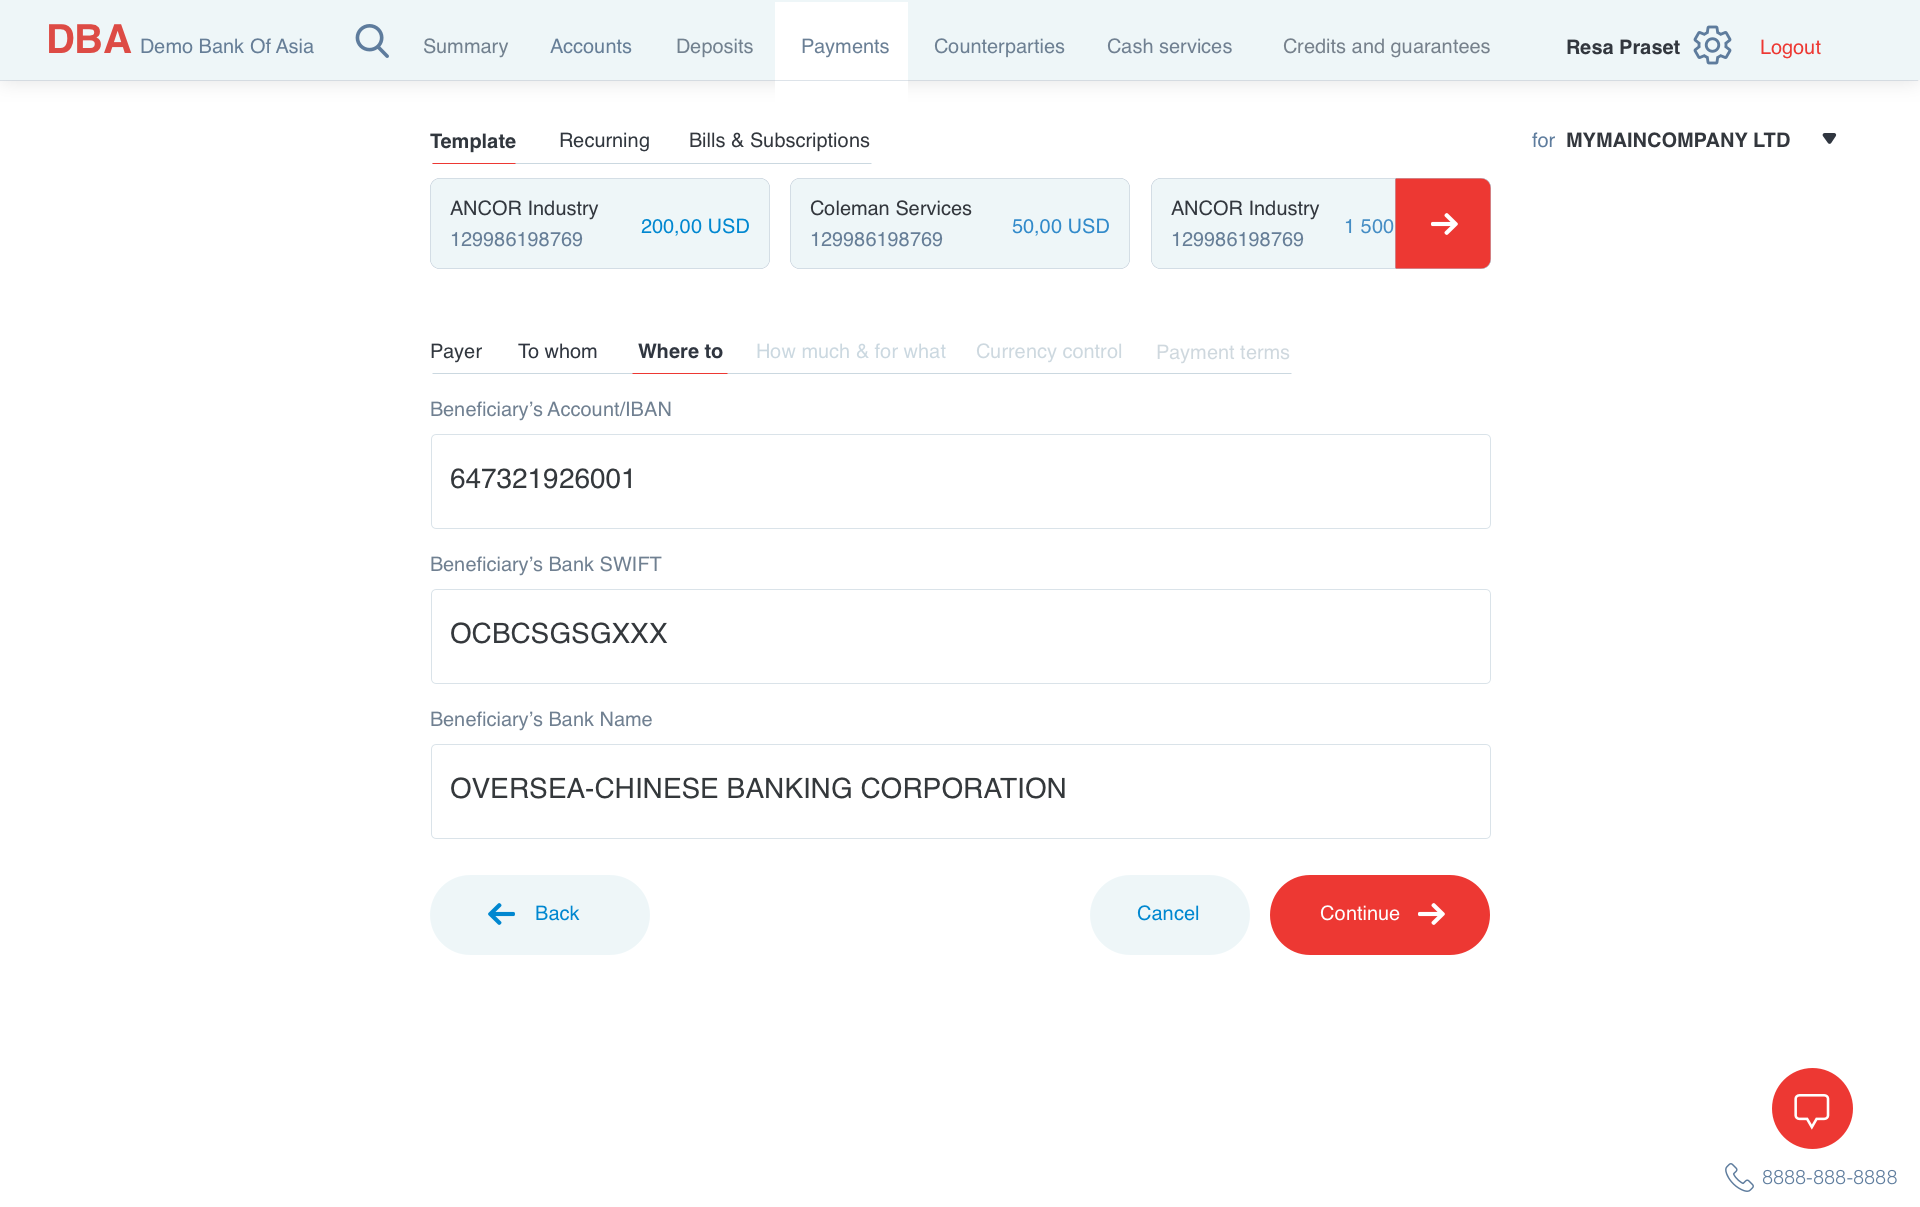 DBA Demo Bank Of Asia Summary Accounts Deposits Payments Counterparties Cash services Credits and guarantees Resa Praset Logout
Template Recurring Bills & Subscriptions for MYMAINCOMPANY LTD
ANCOR Industry
129986198769
200,00 USD
Coleman Services
129986198769
50,00 USD
ANCOR Industry
129986198769
1 500
Payer To whom Where to How much & for what Currency control Payment terms
Beneficiary’s Account/IBAN
647321926001
Beneficiary’s Bank SWIFT
OCBCSGSGXXX
Beneficiary’s Bank Name
OVERSEA-CHINESE BANKING CORPORATION
Back Cancel Continue
8888-888-8888